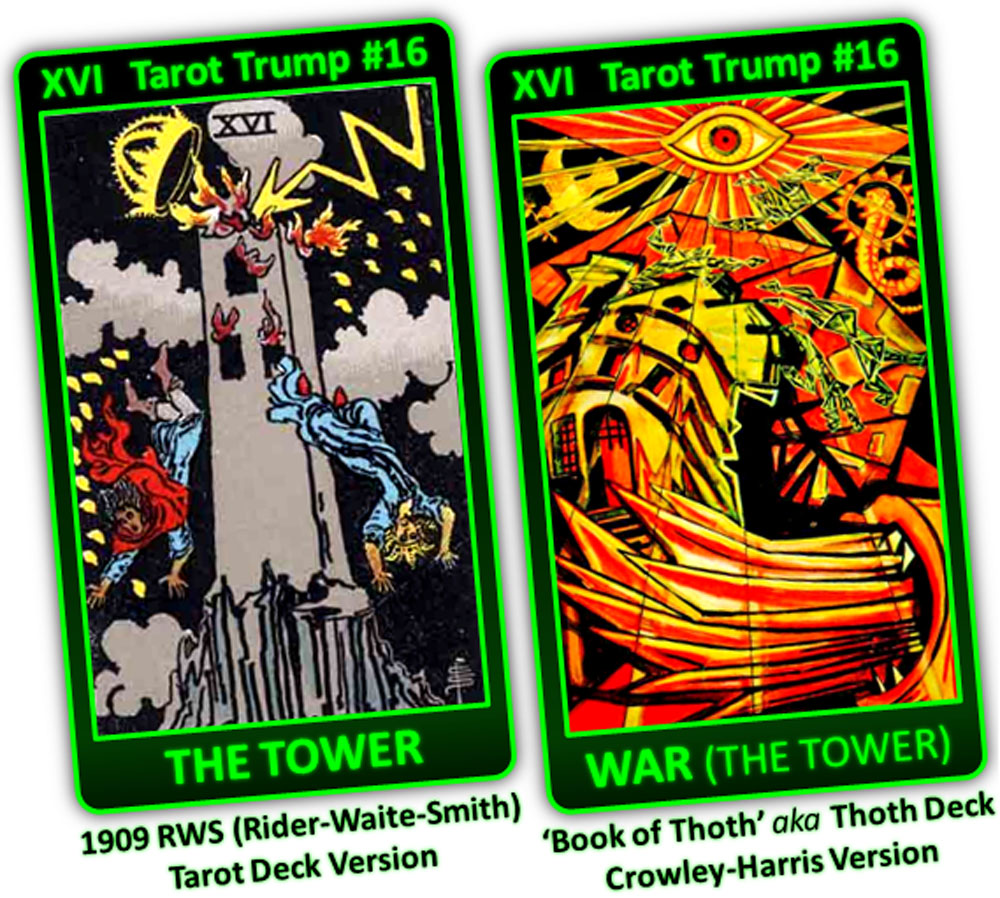 XVI Tarot Trump #16
XVI
THE TOWER
1909 RWS (Rider-Waite-Smith)
Tarot Deck Version
XVI Tarot Trump #16
WAR (THE TOWER)
‘Book of Thoth’ aka Thoth Deck
Crowley-Harris Version